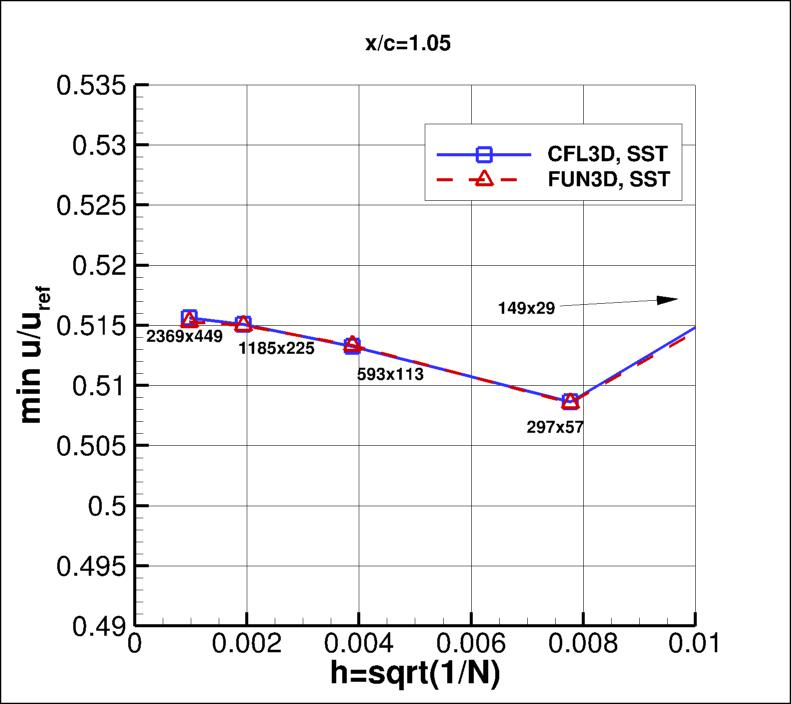 x/c=1.05
0.535
0.53
0.525
0.52
0.515
0.51
0.505
0.5
0.495
0.49
min u/uref
CFL3D, SST
FUN3D, SST
149x29
2369x449
1185x225
593x113
297x57
0
0.002
0.004
0.006
0.008
0.01
h=sqrt(1/N)